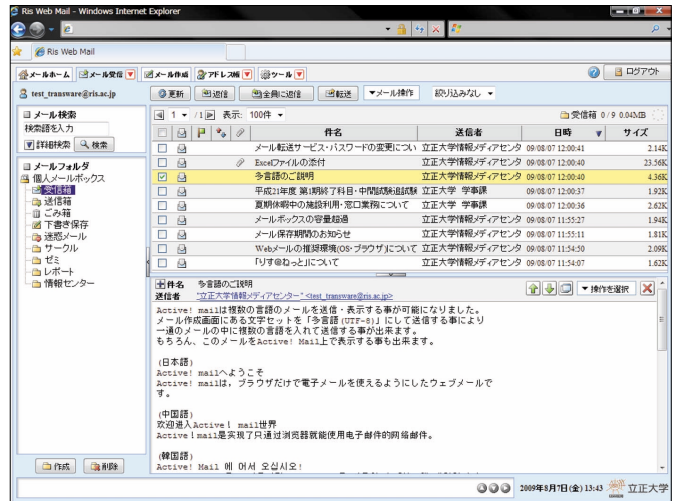 Ris Web Mail - Windows Internet Explorer
Ris Web Mail
メールホーム メール受信 メール作成 アドレス帳 ツール ログアウト
test_transware@ris.ac.jp
更新 返信 全員に返信 転送 ▼メール操作 絞り込みなし
メール検索
検索語を入力
▼詳細検索 検索
1 /1 表示: 100件 受信箱 0/9 0.04MB
件名 送信者 日時 ▼ サイズ
メール転送サービス・パスワードの変更につい 立正大学情報メディアセンタ 09/08/07 12:00:41 2.14K
Excelファイルの添付 立正大学情報メディアセンタ 09/08/07 12:00:40 23.56K
多言語のご説明 立正大学情報メディアセンタ 09/08/07 12:00:40 4.36K
平成21年度 第1期終了科目・中間試験追試験 立正大学 学事課 09/08/07 12:00:37 1.92K
夏期休暇中の施設利用・窓口業務について 立正大学 学事課 09/08/07 12:00:36 2.62K
メールボックスの容量超過 立正大学情報メディアセンタ 09/08/07 11:55:27 1.94K
メール保存期間のお知らせ 立正大学情報メディアセンタ 09/08/07 11:55:11 1.81K
Webメールの推奨環境(OS・ブラウザ)について 立正大学情報メディアセンタ 09/08/07 11:54:50 2.09K
「りす@ねっと」について 立正大学情報メディアセンタ 09/08/07 11:54:07 1.62K
メールフォルダ
個人メールボックス
受信箱
送信箱
ごみ箱
下書き保存
迷惑メール
サークル
ゼミ
レポート
情報センター
作成 削除
件名 多言語のご説明
送信者 "立正大学情報メディアセンター" <test_transware@ris.ac.jp>
▼操作を選択
Active! mailは複数の言語のメールを送信・表示する事が可能になりました。
メール作成画面にある文字セットを「多言語(UTF-8)」にして送信する事により
一通のメールの中に複数の言語を入れて送信する事が出来ます。
もちろん、このメールをActive! Mail上で表示する事も出来ます。
(日本語)
Active! mailへようこそ
Active! mailは, ブラウザだけで電子メールを使えるようにしたウェブメールで
す。
(中国語)
欢迎进入Active! mail世界
Active!mail是实现了只通过浏览器就能使用电子邮件的网络邮件。
(韓国語)
Active! Mail 에 어서 오십시오!
2009年8月7日(金) 13:43 立正大学